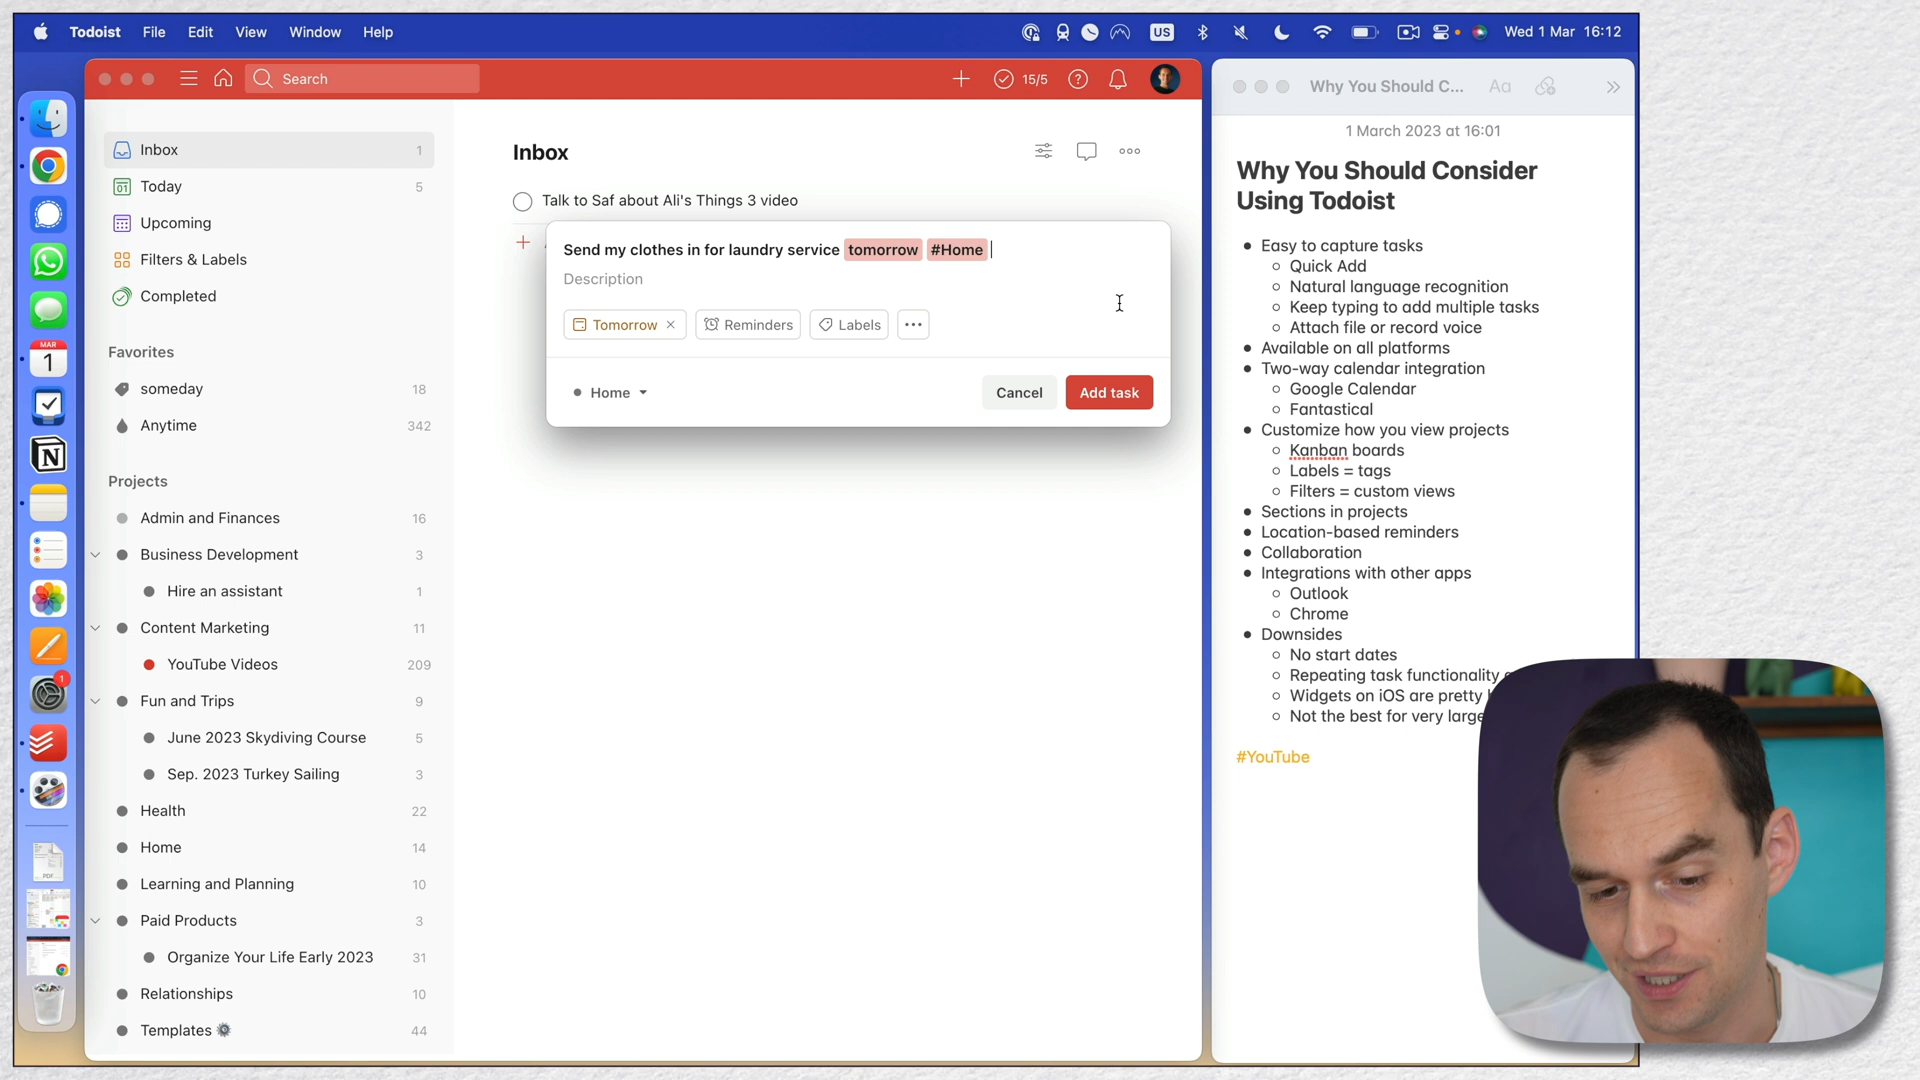 Todoist File Edit View Window Help
US Wed 1 Mar 16:12
Search
15/5
Inbox 1
01 Today 5
Upcoming
Filters & Labels
Completed
Favorites
someday 18
Anytime 342
Projects
Admin and Finances 16
Business Development 3
Hire an assistant 1
Content Marketing 11
YouTube Videos 209
Fun and Trips 9
June 2023 Skydiving Course 5
Sep. 2023 Turkey Sailing 3
Health 22
Home 14
Learning and Planning 10
Paid Products 3
Organize Your Life Early 2023 31
Relationships 10
Templates 44
MAR
1
N
1
PDF
Inbox
Talk to Saf about Ali's Things 3 video
Send my clothes in for laundry service tomorrow #Home
Description
Tomorrow Reminders Labels
Home Cancel Add task
Why You Should C... Aa
1 March 2023 at 16:01
Why You Should Consider
Using Todoist
Easy to capture tasks
Quick Add
Natural language recognition
Keep typing to add multiple tasks
Attach file or record voice
Available on all platforms
Two-way calendar integration
Google Calendar
Fantastical
Customize how you view projects
Kanban boards
Labels = tags
Filters = custom views
Sections in projects
Location-based reminders
Collaboration
Integrations with other apps
Outlook
Chrome
Downsides
No start dates
Repeating task functionality
Widgets on iOS are pretty
Not the best for very large
#YouTube